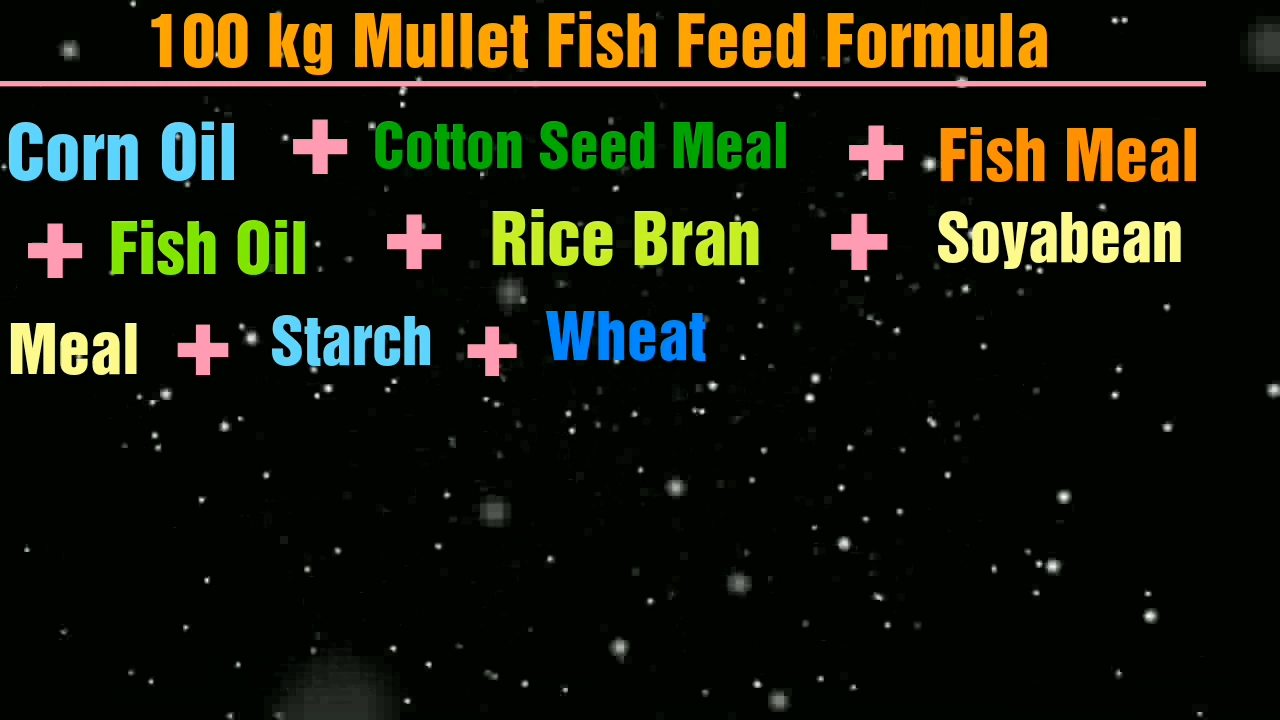 100 kg Mullet Fish Feed Formula
Corn Oil + Cotton Seed Meal + Fish Meal
+ Fish Oil + Rice Bran + Soyabean
Meal + Starch + Wheat